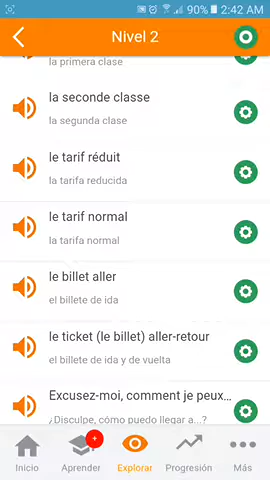 90% 2:42 AM
Nivel 2
la primera clase
la seconde classe
la segunda clase
le tarif réduit
la tarifa reducida
le tarif normal
la tarifa normal
le billet aller
el billete de ida
le ticket (le billet) aller-retour
el billete de ida y de vuelta
Excusez-moi, comment je peux...
¿Disculpe, cómo puedo llegar a...?
Inicio Aprender Explorar Progresión Más